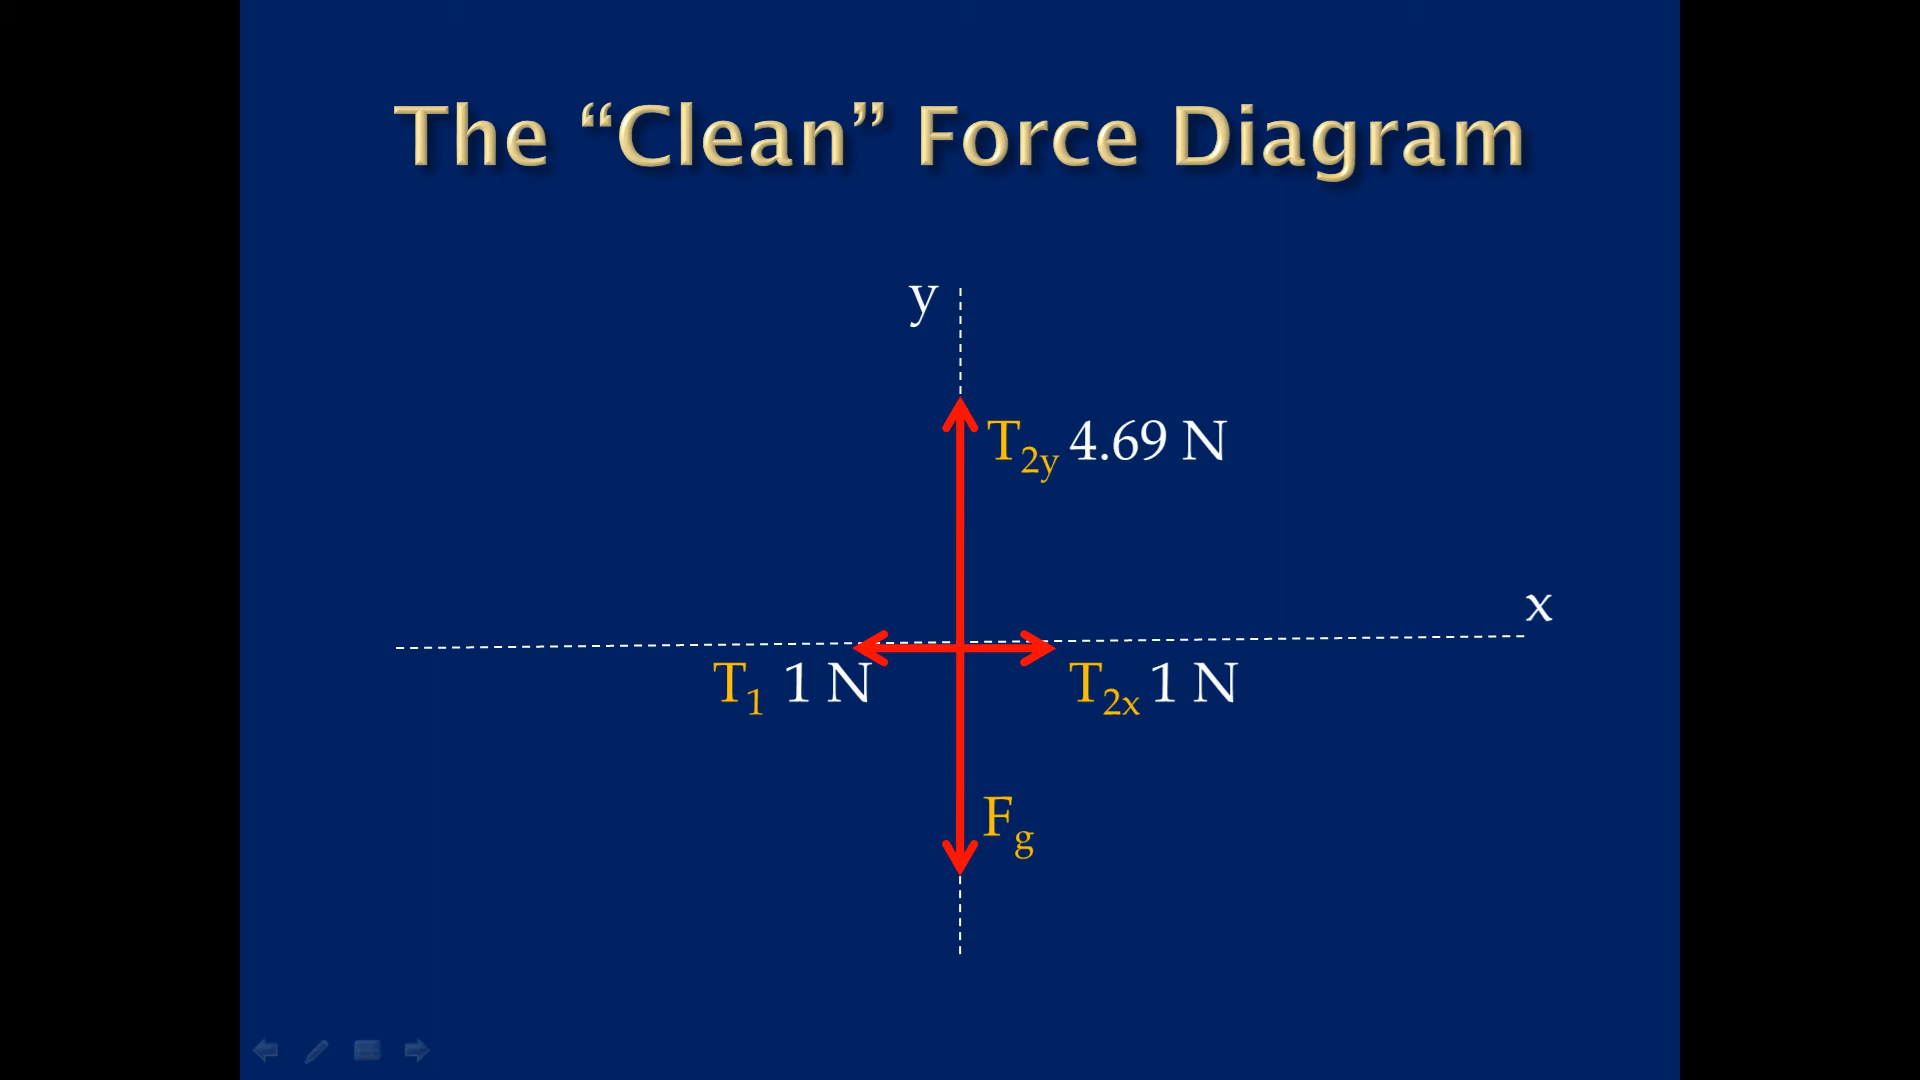 The “Clean” Force Diagram
y
T2y 4.69 N
x
T1 1 N
T2x 1 N
Fg